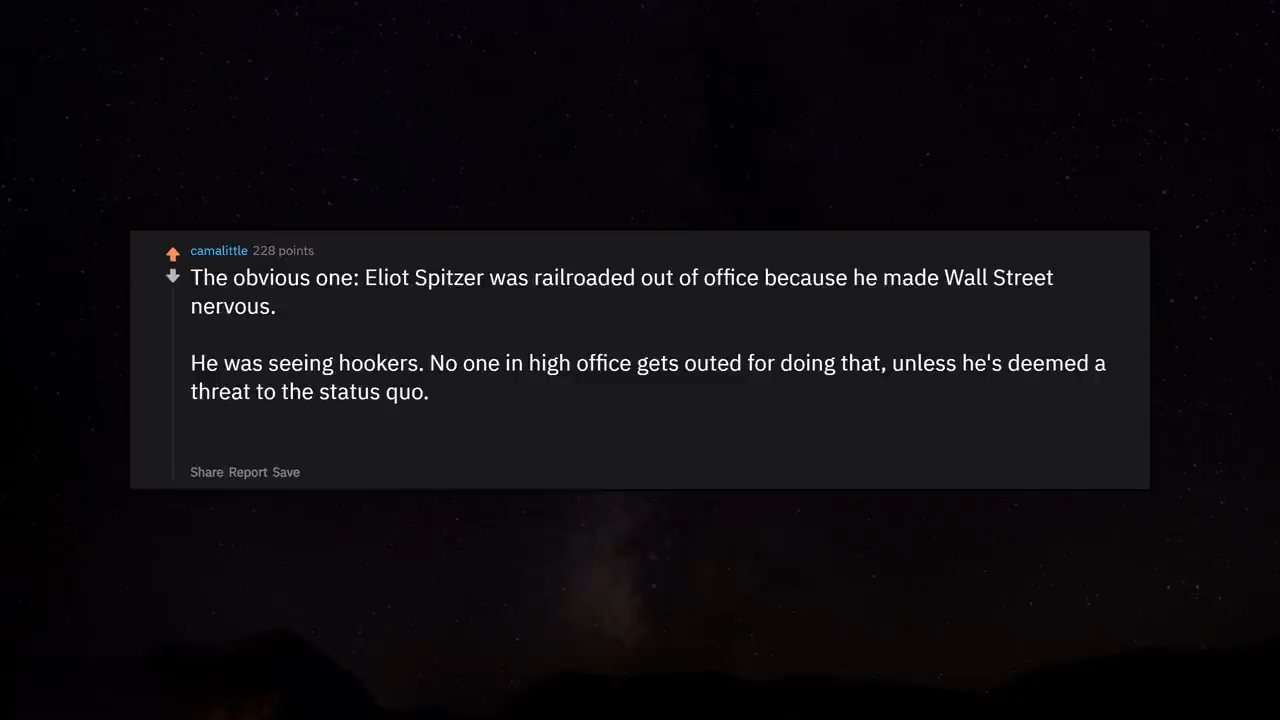 camalittle 228 points
The obvious one: Eliot Spitzer was railroaded out of office because he made Wall Street
nervous.
He was seeing hookers. No one in high office gets outed for doing that, unless he's deemed a
threat to the status quo.
Share Report Save